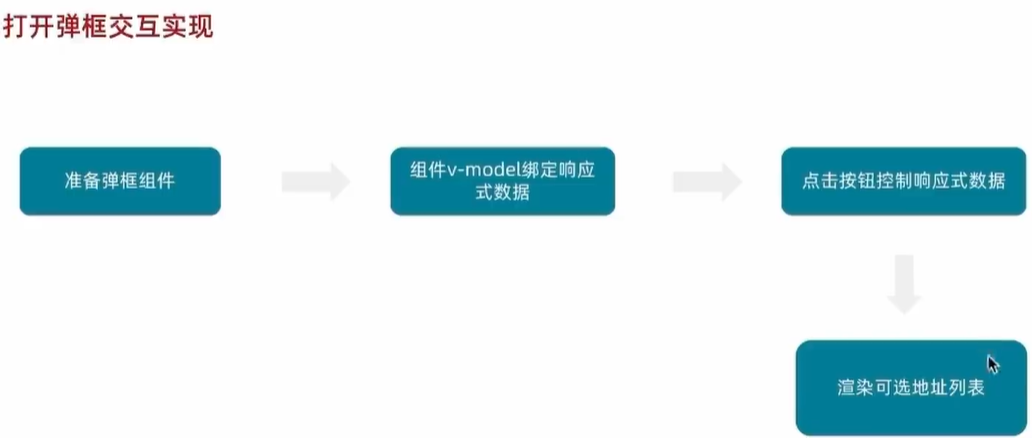 打开弹框交互实现
准备弹框组件
组件v-model绑定响应
式数据
点击按钮控制响应式数据
渲染可选地址列表